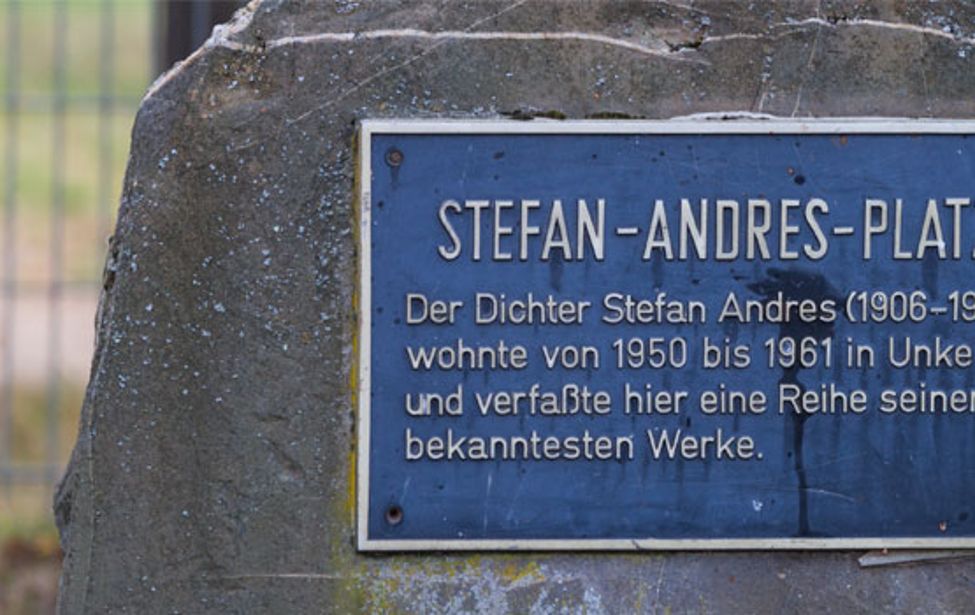 STEFAN-ANDRES-PLAT
Der Dichter Stefan Andres (1906-19
wohnte von 1950 bis 1961 in Unke
und verfaßte hier eine Reihe seiner
bekanntesten Werke.